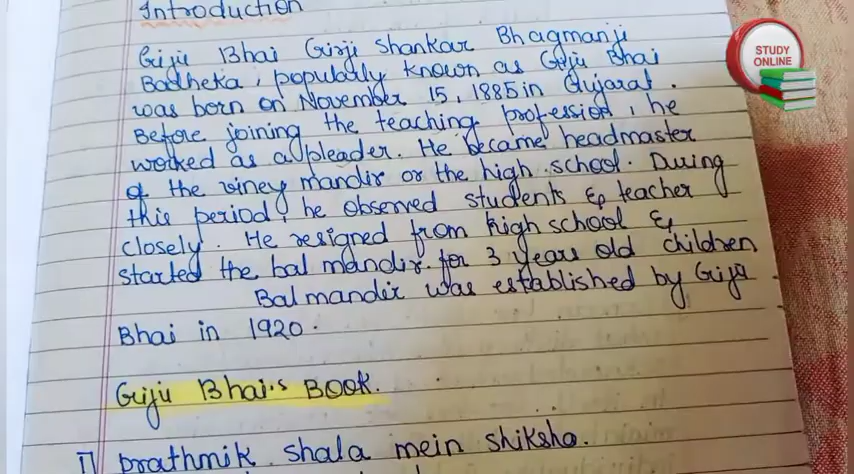 Introduction
Giju Bhai Girji Shankar Bhagmanji
Badheka, popularly known as Giju Bhai
was born on November 15, 1885 in Gujarat.
Before joining the teaching profession, he
worked as a pleader. He became headmaster
of the viney mandir or the high school. During
this period, he observed students & teacher
closely. He resigned from high school &
started the bal mandir for 3 years old children
Balmandir was established by Giju
Bhai in 1920.
Giju Bhai's BOOK.
1] prathmik shala mein shiksha.
STUDY
ONLINE